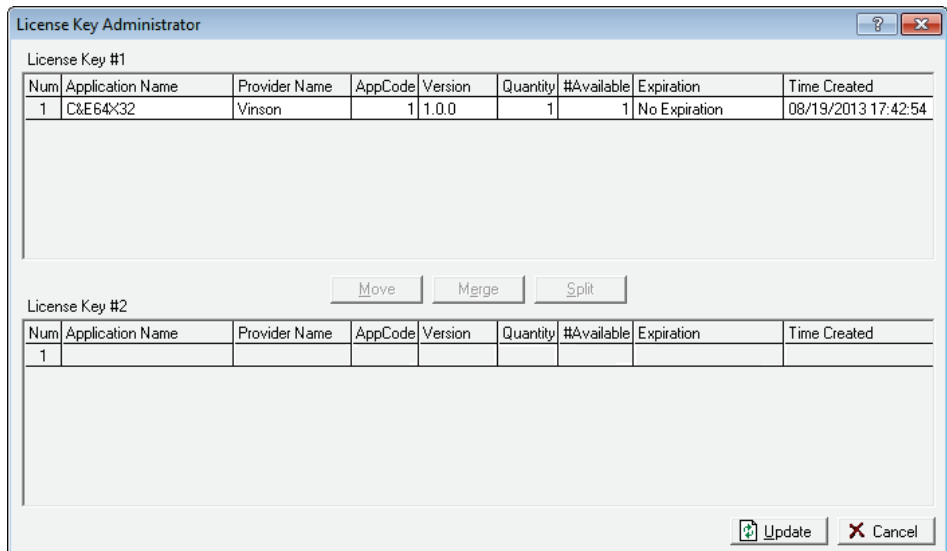 License Key Administrator
License Key #1
Num Application Name Provider Name AppCode Version Quantity #Available Expiration Time Created
1 C&E64X32 Vinson 1 1.0.0 1 1 No Expiration 08/19/2013 17:42:54
Move Merge Split
License Key #2
Num Application Name Provider Name AppCode Version Quantity #Available Expiration Time Created
1
Update Cancel